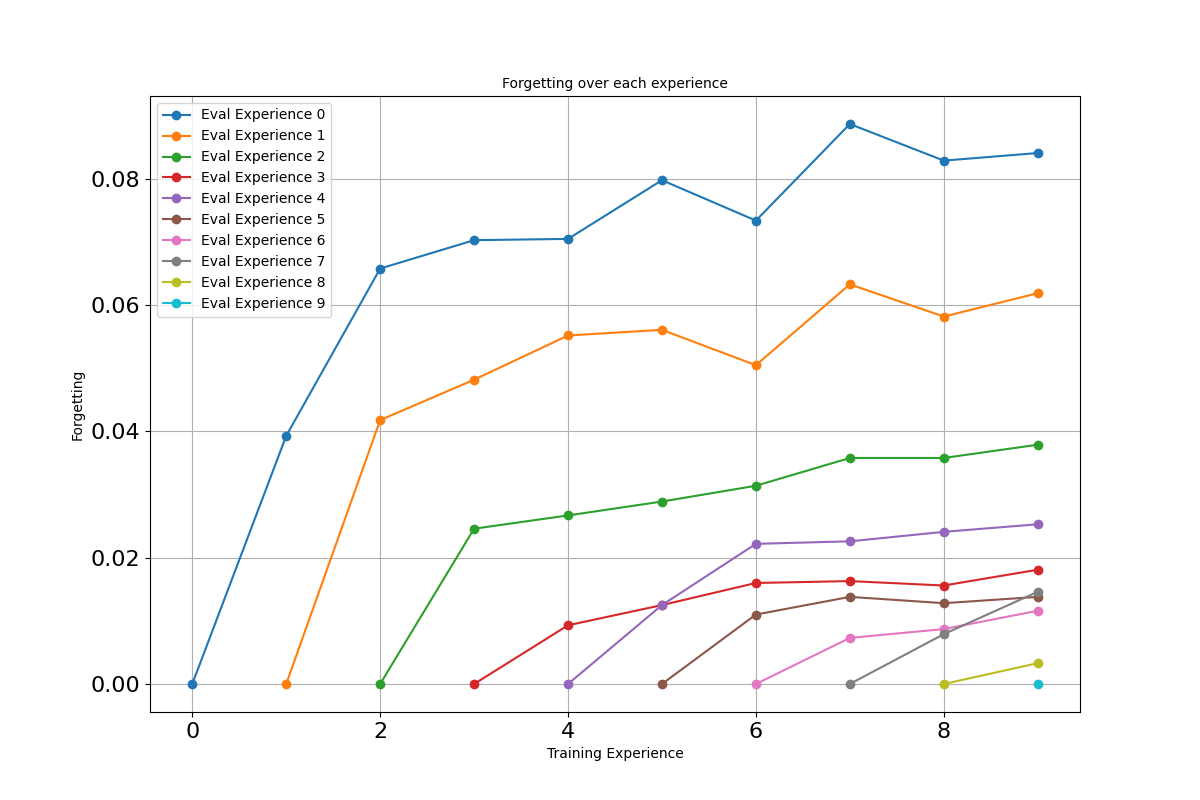 Forgetting over each experience
Eval Experience 0
Eval Experience 1
Eval Experience 2
Eval Experience 3
Eval Experience 4
Eval Experience 5
Eval Experience 6
Eval Experience 7
Eval Experience 8
Eval Experience 9
0.08
0.06
0.04
0.02
0.00
Forgetting
0 2 4 6 8
Training Experience